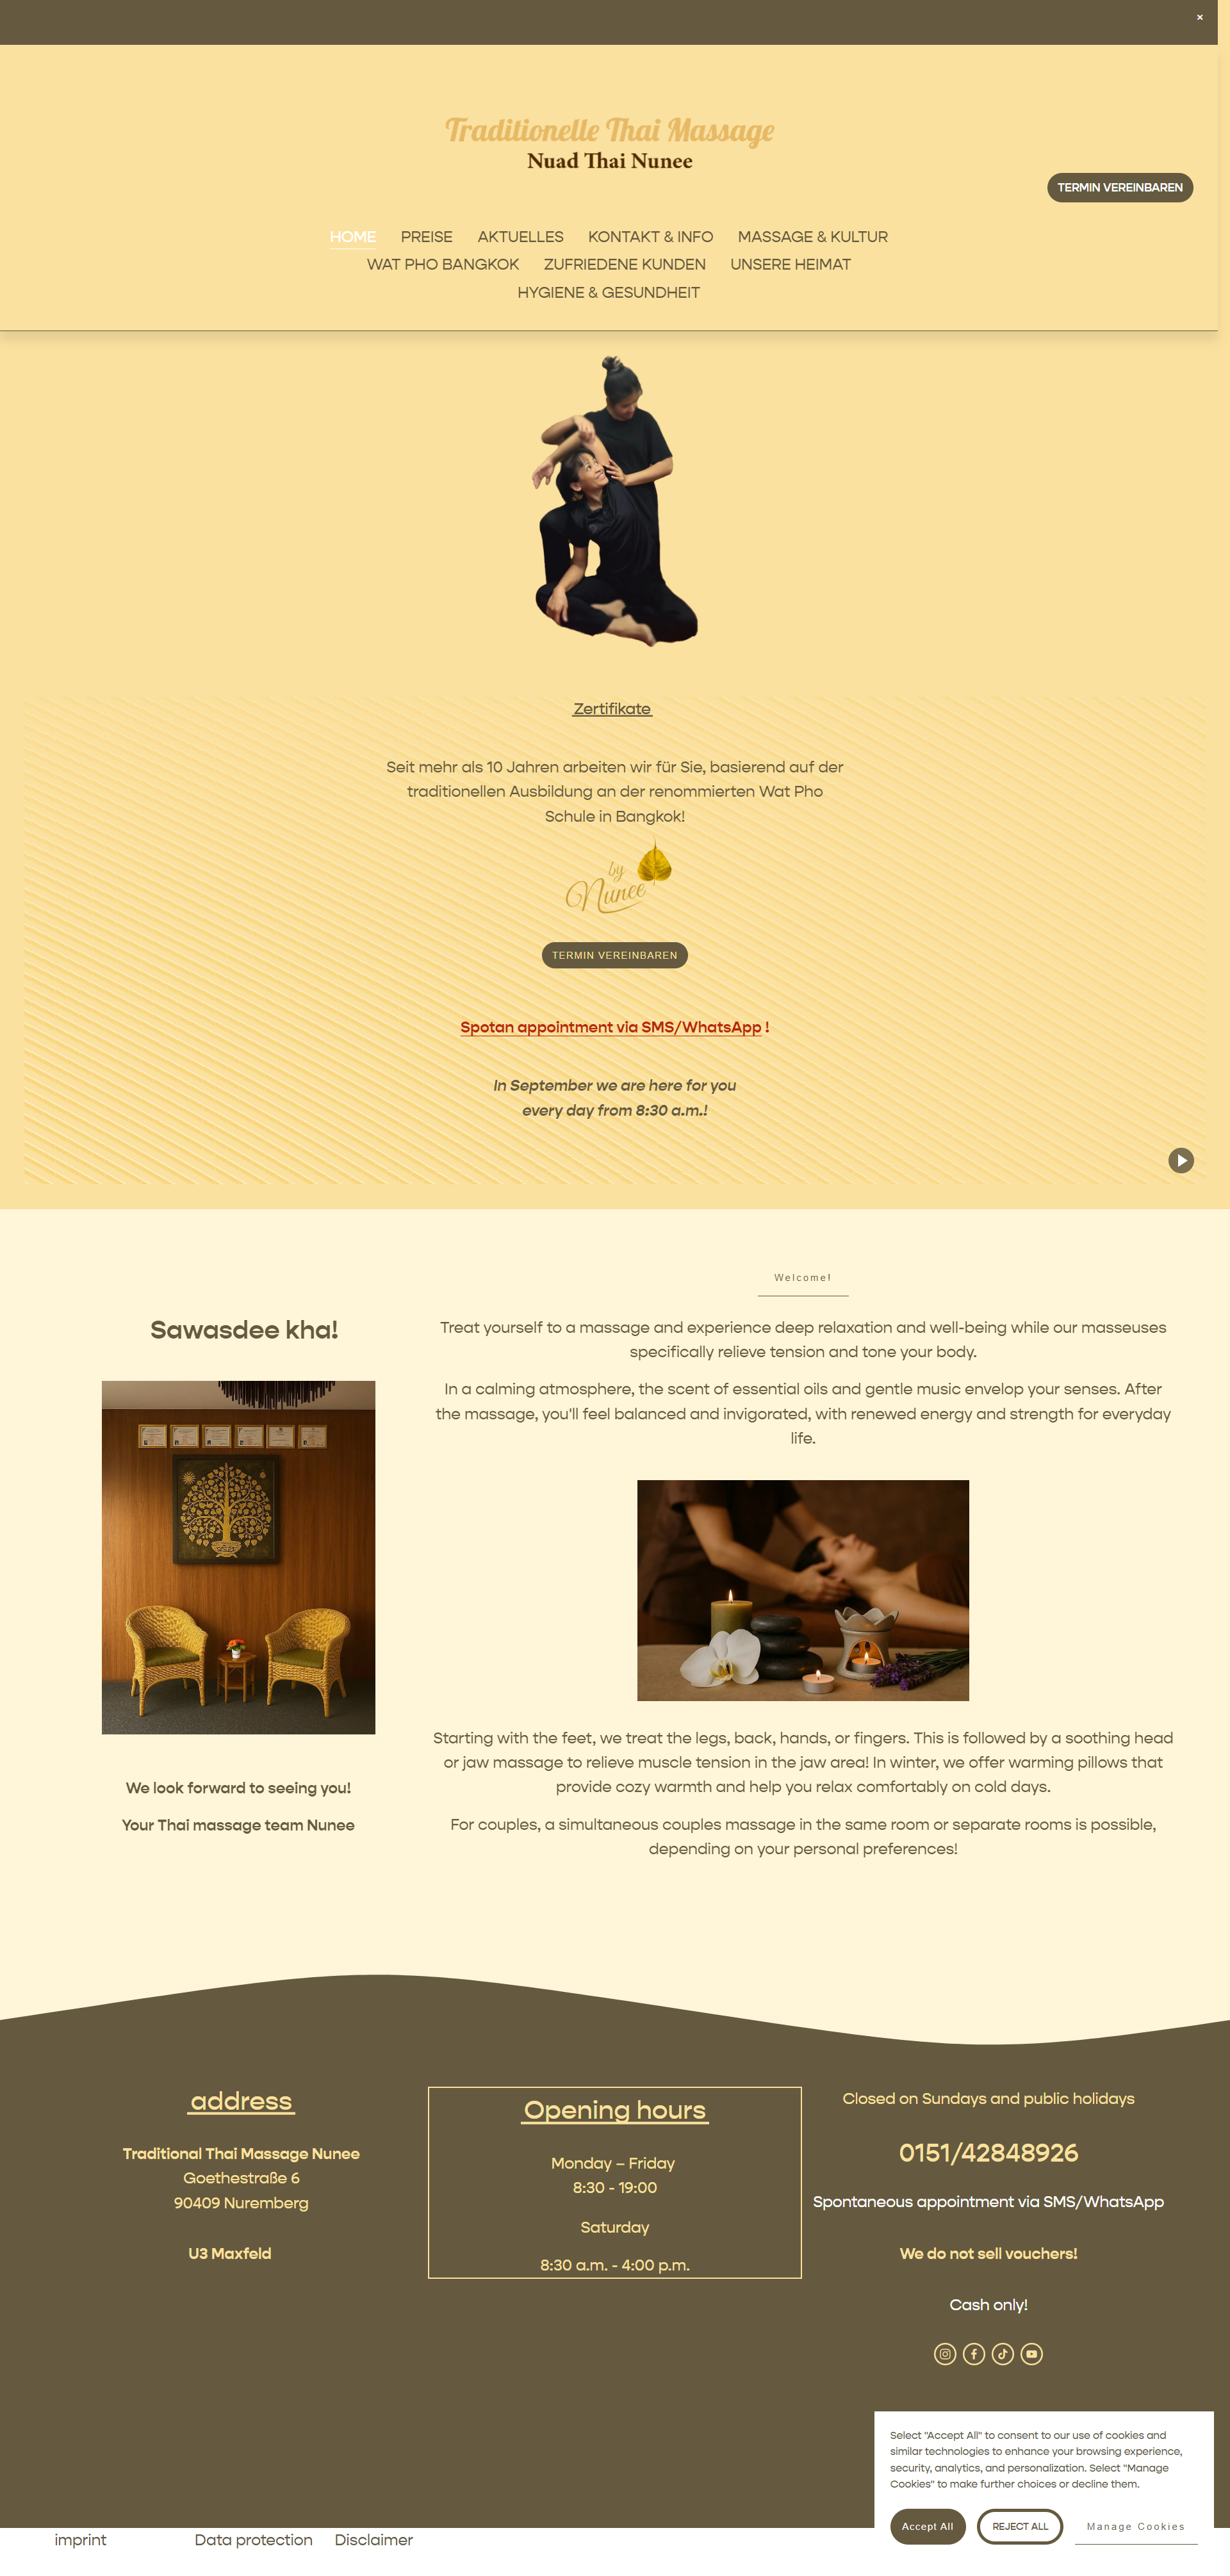 ×
Traditionelle Thai Massage
Nuad Thai Nunee
TERMIN VEREINBAREN
HOME PREISE AKTUELLES KONTAKT & INFO MASSAGE & KULTUR
WAT PHO BANGKOK ZUFRIEDENE KUNDEN UNSERE HEIMAT
HYGIENE & GESUNDHEIT
Zertifikate
Seit mehr als 10 Jahren arbeiten wir für Sie, basierend auf der
traditionellen Ausbildung an der renommierten Wat Pho
Schule in Bangkok!
by
Nunee
TERMIN VEREINBAREN
Spotan appointment via SMS/WhatsApp !
In September we are here for you
every day from 8:30 a.m.!
Welcome!
Sawasdee kha!
Treat yourself to a massage and experience deep relaxation and well-being while our masseuses
specifically relieve tension and tone your body.
In a calming atmosphere, the scent of essential oils and gentle music envelop your senses. After
the massage, you'll feel balanced and invigorated, with renewed energy and strength for everyday
life.
Starting with the feet, we treat the legs, back, hands, or fingers. This is followed by a soothing head
or jaw massage to relieve muscle tension in the jaw area! In winter, we offer warming pillows that
provide cozy warmth and help you relax comfortably on cold days.
For couples, a simultaneous couples massage in the same room or separate rooms is possible,
depending on your personal preferences!
We look forward to seeing you!
Your Thai massage team Nunee
address
Traditional Thai Massage Nunee
Goethestraße 6
90409 Nuremberg
U3 Maxfeld
Opening hours
Monday – Friday
8:30 - 19:00
Saturday
8:30 a.m. - 4:00 p.m.
Closed on Sundays and public holidays
0151/42848926
Spontaneous appointment via SMS/WhatsApp
We do not sell vouchers!
Cash only!
Select "Accept All" to consent to our use of cookies and
similar technologies to enhance your browsing experience,
security, analytics, and personalization. Select "Manage
Cookies" to make further choices or decline them.
Accept All REJECT ALL Manage Cookies
imprint Data protection Disclaimer